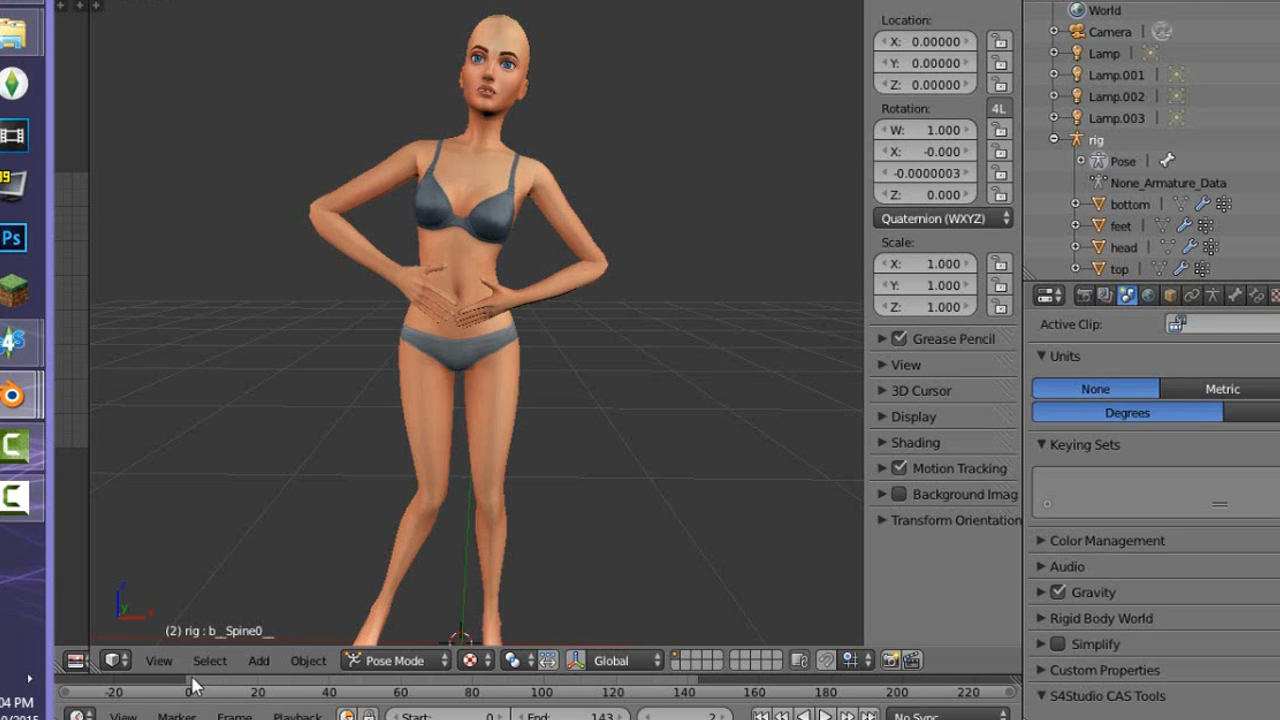 Location:
X: 0.00000
Y: 0.00000
Z: 0.00000
Rotation: 4L
W: 1.000
X: -0.000
-0.0000003
Z: 0.000
Quaternion (WXYZ)
Scale:
X: 1.000
Y: 1.000
Z: 1.000
Grease Pencil
View
3D Cursor
Display
Shading
Motion Tracking
Background Imag
Transform Orientation
World
Camera
Lamp
Lamp.001
Lamp.002
Lamp.003
rig
Pose
None_Armature_Data
bottom
feet
head
top
Active Clip:
Units
None Metric
Degrees
Keying Sets
Color Management
Audio
Gravity
Rigid Body World
Simplify
Custom Properties
S4Studio CAS Tools
Ps
z
y
(2) rig : b__Spine0__
View Select Add Object Pose Mode Global
-20 0 20 40 60 80 100 120 140 160 180 200 220
04 PM
View Marker Frame Playback Start: 0 End: 143 2 No Sync